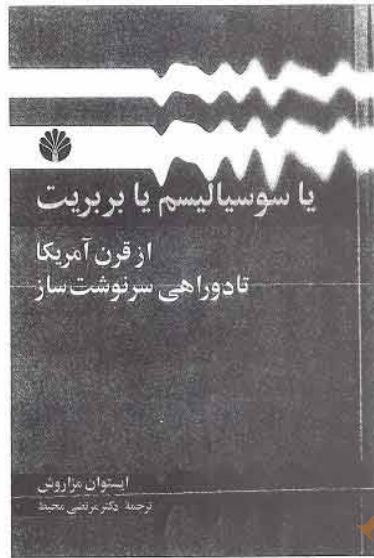 یا سوسیالیسم یا بربریت
از قرن آمریکا
تا دوراهی سرنوشت ساز
ایستوان مزاروش
ترجمهٔ دکتر مرتضی محیط